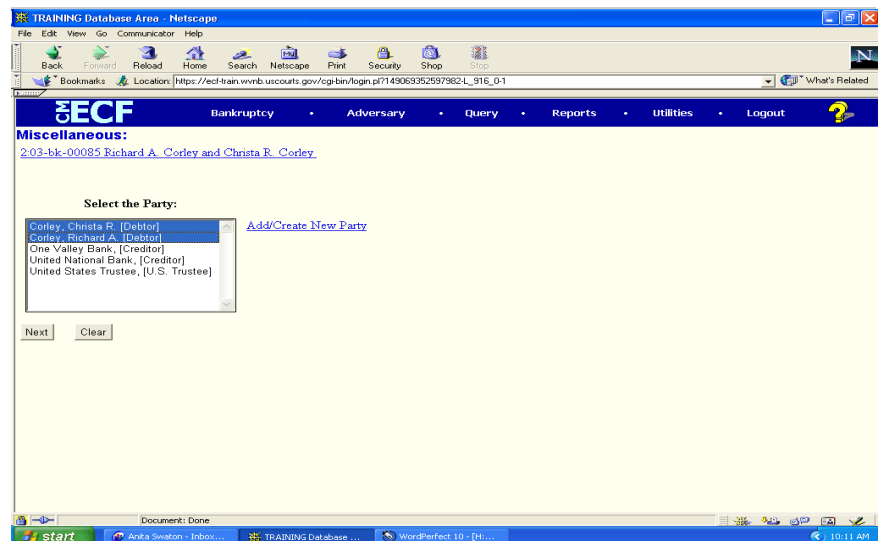 TRAINING Database Area - Netscape
File Edit View Go Communicator Help
Back Forward Reload Home Search Netscape Print Security Shop Stop
Bookmarks Location: https://ecf-train.wvnb.uscourts.gov/cgi-bin/login.pl?149069352597982-L_916_0-1 What's Related
CM ECF Bankruptcy • Adversary • Query • Reports • Utilities • Logout ?
Miscellaneous:
2:03-bk-00085 Richard A. Corley and Christa R. Corley
Select the Party:
Corley, Christa R. [Debtor] Add/Create New Party
Corley, Richard A. [Debtor]
One Valley Bank, [Creditor]
United National Bank, [Creditor]
United States Trustee, [U.S. Trustee]
Next Clear
Document: Done
start Anita Swaton - Inbox... TRAINING Database ... WordPerfect 10 - [H:... 10:11 AM